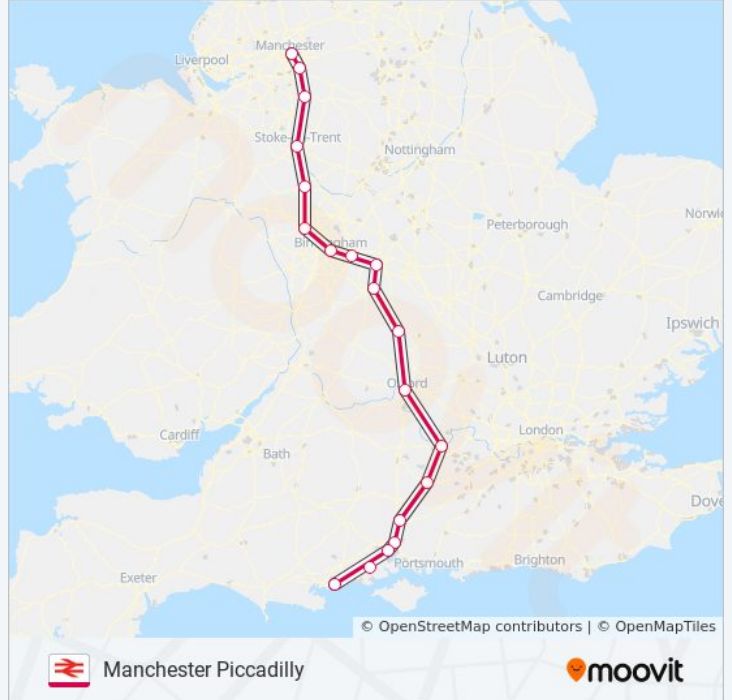 Manchester
Liverpool
Stoke-on-Trent
Nottingham
Peterborough
Norwi
Birmingham
Cambridge
Ipswich
Luton
Oxford
London
Cardiff
Bath
Dove
Portsmouth
Brighton
Exeter
© OpenStreetMap contributors | © OpenMapTiles
Manchester Piccadilly
moovit